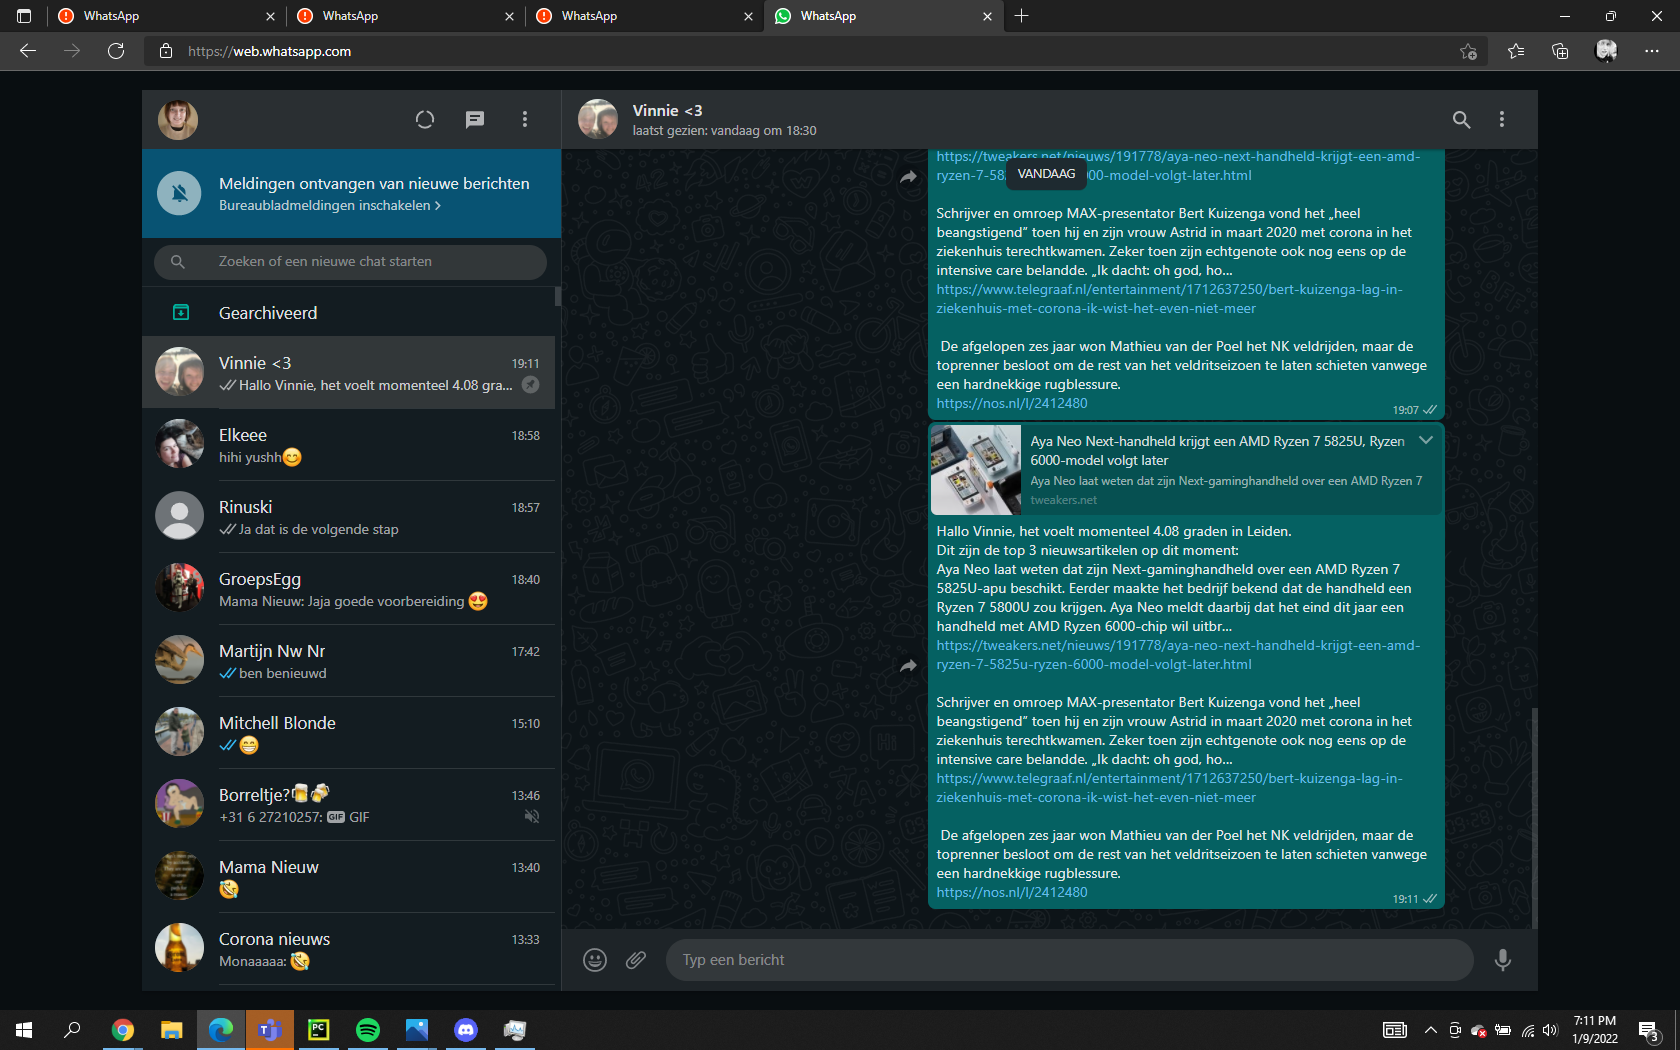 WhatsApp
WhatsApp
WhatsApp
WhatsApp
https://web.whatsapp.com
Vinnie <3
laatst gezien: vandaag om 18:30
Meldingen ontvangen van nieuwe berichten
Bureaubladmeldingen inschakelen >
Zoeken of een nieuwe chat starten
Gearchiveerd
Vinnie <3
19:11
Hallo Vinnie, het voelt momenteel 4.08 gra...
Elkeee
18:58
hihi yushh😊
Rinuski
18:57
Ja dat is de volgende stap
GroepsEgg
18:40
Mama Nieuw: Jaja goede voorbereiding 😍
Martijn Nw Nr
17:42
ben benieuwd
Mitchell Blonde
15:10
😁
Borreltje?🍺🍻
13:46
+31 6 27210257: GIF GIF
Mama Nieuw
13:40
🤣
Corona nieuws
13:33
Monaaaaa: 🤣
https://tweakers.net/nieuws/191778/aya-neo-next-handheld-krijgt-een-amd-
ryzen-7-58 00-model-volgt-later.html
VANDAAG
Schrijver en omroep MAX-presentator Bert Kuizenga vond het „heel
beangstigend” toen hij en zijn vrouw Astrid in maart 2020 met corona in het
ziekenhuis terechtkwamen. Zeker toen zijn echtgenote ook nog eens op de
intensive care belandde. „Ik dacht: oh god, ho...
https://www.telegraaf.nl/entertainment/1712637250/bert-kuizenga-lag-in-
ziekenhuis-met-corona-ik-wist-het-even-niet-meer
De afgelopen zes jaar won Mathieu van der Poel het NK veldrijden, maar de
toprenner besloot om de rest van het veldritseizoen te laten schieten vanwege
een hardnekkige rugblessure.
https://nos.nl/l/2412480
19:07
Aya Neo Next-handheld krijgt een AMD Ryzen 7 5825U, Ryzen
6000-model volgt later
Aya Neo laat weten dat zijn Next-gaminghandheld over een AMD Ryzen 7
tweakers.net
Hallo Vinnie, het voelt momenteel 4.08 graden in Leiden.
Dit zijn de top 3 nieuwsartikelen op dit moment:
Aya Neo laat weten dat zijn Next-gaminghandheld over een AMD Ryzen 7
5825U-apu beschikt. Eerder maakte het bedrijf bekend dat de handheld een
Ryzen 7 5800U zou krijgen. Aya Neo meldt daarbij dat het eind dit jaar een
handheld met AMD Ryzen 6000-chip wil uitbr...
https://tweakers.net/nieuws/191778/aya-neo-next-handheld-krijgt-een-amd-
ryzen-7-5825u-ryzen-6000-model-volgt-later.html
Schrijver en omroep MAX-presentator Bert Kuizenga vond het „heel
beangstigend” toen hij en zijn vrouw Astrid in maart 2020 met corona in het
ziekenhuis terechtkwamen. Zeker toen zijn echtgenote ook nog eens op de
intensive care belandde. „Ik dacht: oh god, ho...
https://www.telegraaf.nl/entertainment/1712637250/bert-kuizenga-lag-in-
ziekenhuis-met-corona-ik-wist-het-even-niet-meer
De afgelopen zes jaar won Mathieu van der Poel het NK veldrijden, maar de
toprenner besloot om de rest van het veldritseizoen te laten schieten vanwege
een hardnekkige rugblessure.
https://nos.nl/l/2412480
19:11
Typ een bericht
PC
7:11 PM
1/9/2022
3